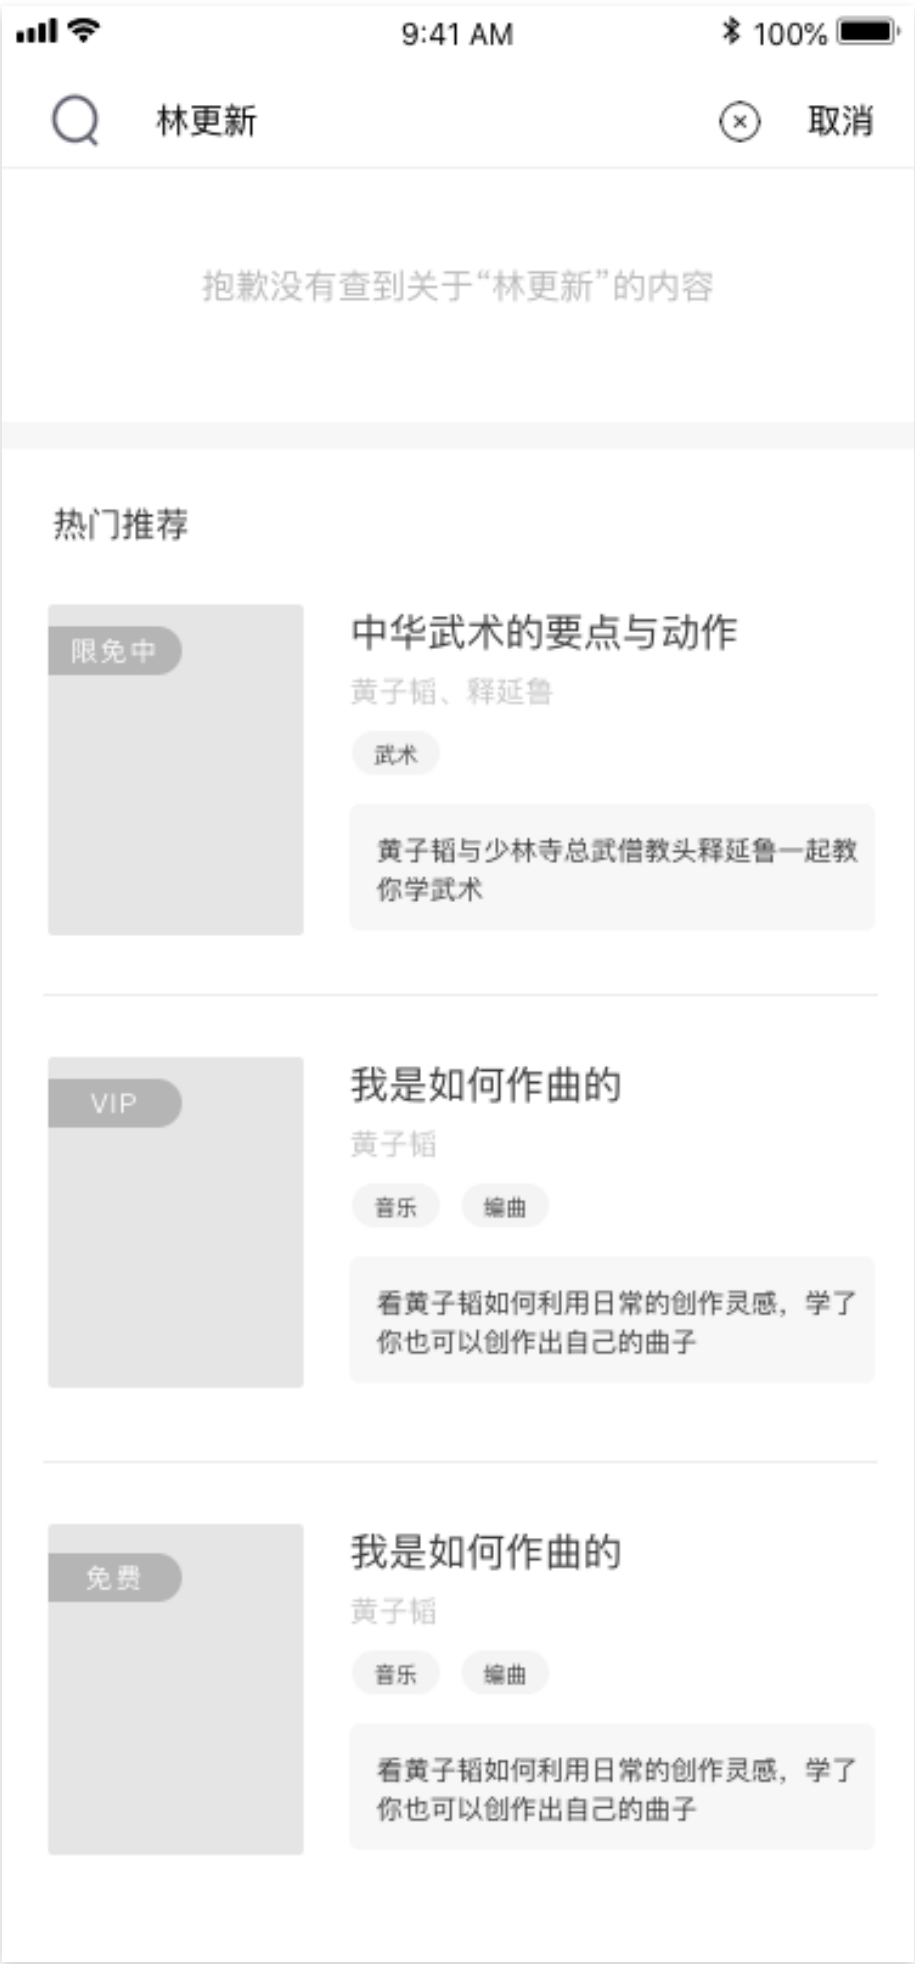 9:41 AM
100%
林更新
取消
抱歉没有查到关于“林更新”的内容
热门推荐
限免中
中华武术的要点与动作
黄子韬、释延鲁
武术
黄子韬与少林寺总武僧教头释延鲁一起教
你学武术
VIP
我是如何作曲的
黄子韬
音乐
编曲
看黄子韬如何利用日常的创作灵感，学了
你也可以创作出自己的曲子
免费
我是如何作曲的
黄子韬
音乐
编曲
看黄子韬如何利用日常的创作灵感，学了
你也可以创作出自己的曲子